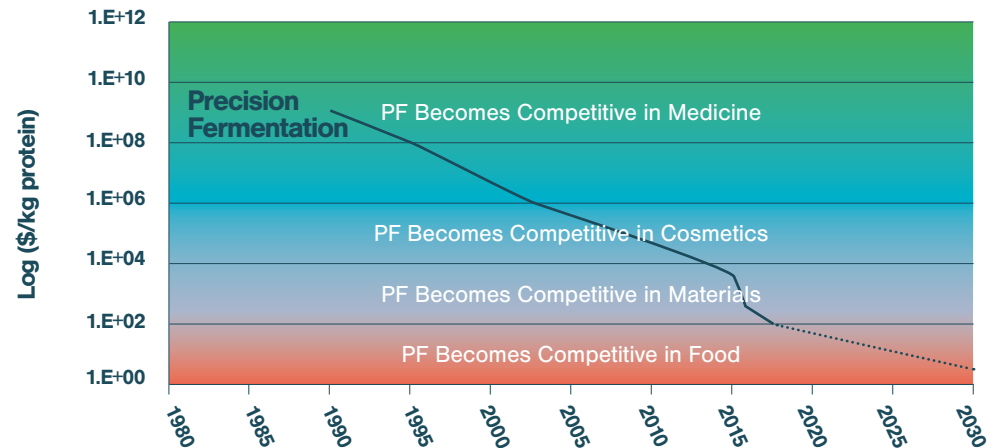 Log ($/kg protein)
1.E+12
1.E+10
1.E+08
1.E+06
1.E+04
1.E+02
1.E+00
Precision
Fermentation
PF Becomes Competitive in Medicine
PF Becomes Competitive in Cosmetics
PF Becomes Competitive in Materials
PF Becomes Competitive in Food
1980
1985
1990
1995
2000
2005
2010
2015
2020
2025
2030